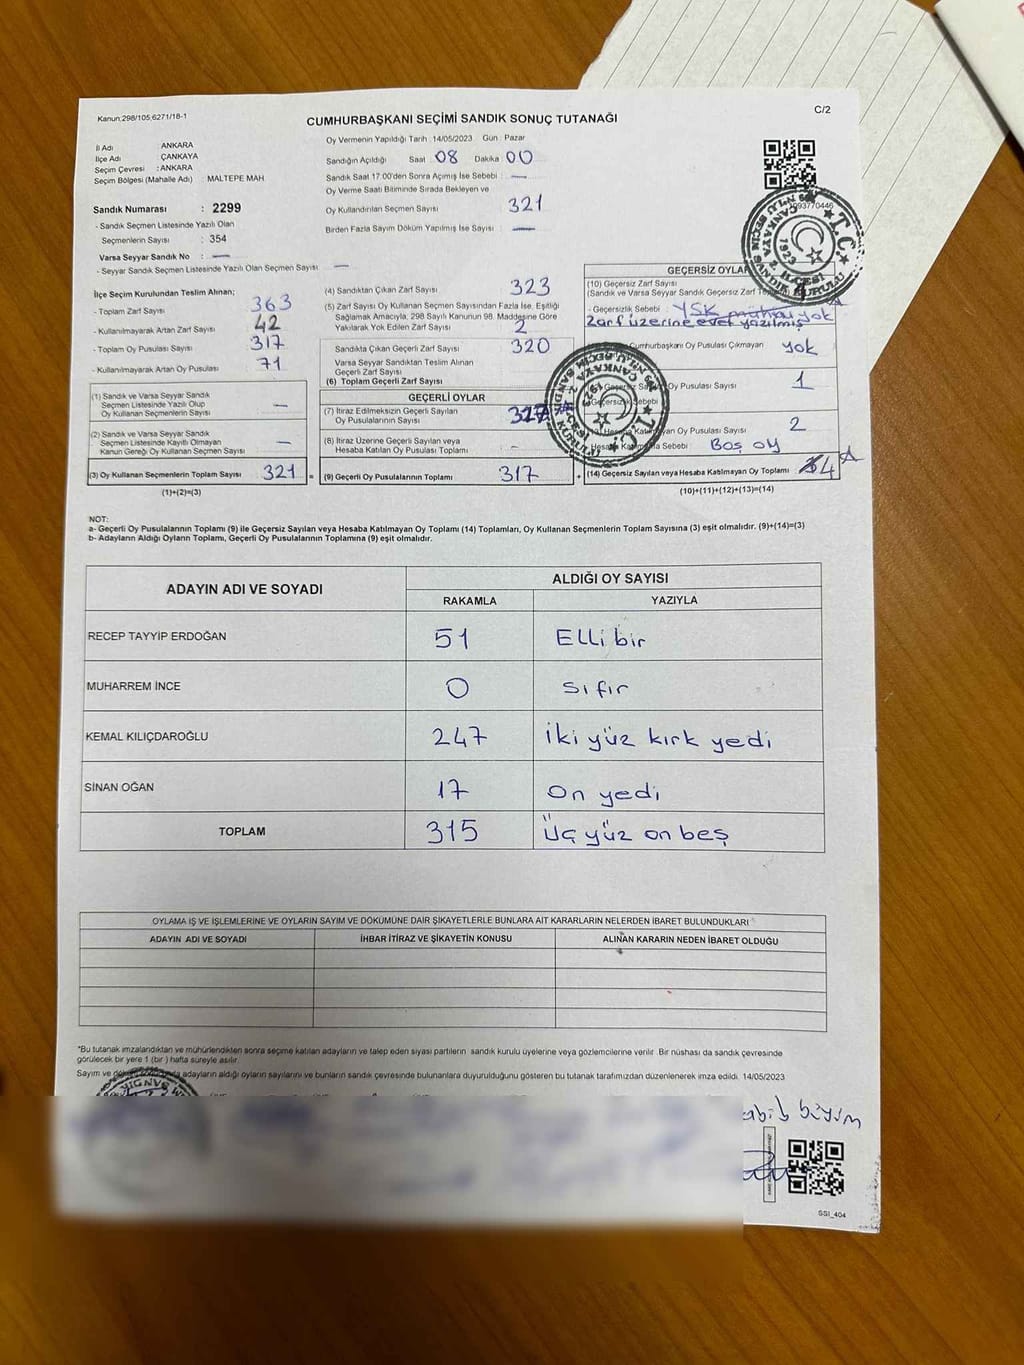 Kanun:298/105,6271/18-1
C/2
CUMHURBAŞKANI SEÇİMİ SANDIK SONUÇ TUTANAĞI
İl Adı : ANKARA
İlçe Adı : ÇANKAYA
Seçim Çevresi : ANKARA
Seçim Bölgesi (Mahalle Adı) : MALTEPE MAH
Sandık Numarası : 2299
- Sandık Seçmen Listesinde Yazılı Olan
Seçmenlerin Sayısı : 354
Varsa Seyyar Sandık No : —
- Seyyar Sandık Seçmen Listesinde Yazılı Olan Seçmen Sayısı : —
Oy Vermenin Yapıldığı Tarih : 14/05/2023 Gün : Pazar
Sandığın Açıldığı Saat : 08 Dakika : 00
Sandık Saat 17:00'den Sonra Açılmış İse Sebebi : —
Oy Verme Saati Bitiminde Sırada Bekleyen ve
Oy Kullandırılan Seçmen Sayısı : 321
Birden Fazla Sayım Döküm Yapılmış İse Sayısı : —
İlçe Seçim Kurulundan Teslim Alınan;
- Toplam Zarf Sayısı : 363
- Kullanılmayarak Artan Zarf Sayısı : 42
- Toplam Oy Pusulası Sayısı : 317
- Kullanılmayarak Artan Oy Pusulası : 71
(1) Sandık ve Varsa Seyyar Sandık
Seçmen Listesinde Yazılı Olup
Oy Kullanan Seçmenlerin Sayısı : —
(2) Sandık ve Varsa Seyyar Sandık
Seçmen Listesinde Kayıtlı Olmayan
Kanun Gereği Oy Kullanan Seçmen Sayısı : —
(3) Oy Kullanan Seçmenlerin Toplam Sayısı : 321
(1)+(2)=(3)
(4) Sandıktan Çıkan Zarf Sayısı : 323
(5) Zarf Sayısı Oy Kullanan Seçmen Sayısından Fazla İse, Eşitliği
Sağlamak Amacıyla, 298 Sayılı Kanunun 98. Maddesine Göre
Yakılarak Yok Edilen Zarf Sayısı : 2
Sandıkta Çıkan Geçerli Zarf Sayısı : 320
Varsa Seyyar Sandıktan Teslim Alınan
Geçerli Zarf Sayısı
(6) Toplam Geçerli Zarf Sayısı
GEÇERLİ OYLAR
(7) İtiraz Edilmeksizin Geçerli Sayılan
Oy Pusulalarının Sayısı : 317
(8) İtiraz Üzerine Geçerli Sayılan veya
Hesaba Katılan Oy Pusulası Toplamı : -
(9) Geçerli Oy Pusulalarının Toplamı : 317
GEÇERSİZ OYLAR
(10) Geçersiz Zarf Sayısı
(Sandık ve Varsa Seyyar Sandık Geçersiz Zarf
- Geçersizlik Sebebi : YSK mühürü yok
Zarf üzerine evet yazılmış
Cumhurbaşkanı Oy Pusulası Çıkmayan yok
Geçersiz Oy Pusulası Sayısı 1
Geçersizlik Sebebi
Oy Pusulası Sayısı 2
Sebebi : Boş oy
(14) Geçersiz Sayılan veya Hesaba Katılmayan Oy Toplamı : 4
(10)+(11)+(12)+(13)=(14)
NOT:
a- Geçerli Oy Pusulalarının Toplamı (9) ile Geçersiz Sayılan veya Hesaba Katılmayan Oy Toplamı (14) Toplamları, Oy Kullanan Seçmenlerin Toplam Sayısına (3) eşit olmalıdır. (9)+(14)=(3)
b- Adayların Aldığı Oyların Toplamı, Geçerli Oy Pusulalarının Toplamına (9) eşit olmalıdır.
ADAYIN ADI VE SOYADI ALDIĞI OY SAYISI
RAKAMLA YAZIYLA
RECEP TAYYİP ERDOĞAN 51 Elli bir
MUHARREM İNCE 0 sıfır
KEMAL KILIÇDAROĞLU 247 iki yüz kırk yedi
SİNAN OĞAN 17 on yedi
TOPLAM 315 üç yüz on beş
OYLAMA İŞ VE İŞLEMLERİNE VE OYLARIN SAYIM VE DÖKÜMÜNE DAİR ŞİKAYETLERLE BUNLARA AİT KARARLARIN NELERDEN İBARET BULUNDUKLARI
ADAYIN ADI VE SOYADI İHBAR İTİRAZ VE ŞİKAYETİN KONUSU ALINAN KARARIN NEDEN İBARET OLDUĞU
*Bu tutanak imzalandıktan ve mühürlendikten sonra seçime katılan adayların ve talep eden siyasi partilerin sandık kurulu üyelerine veya gözlemcilerine verilir. Bir nüshası da sandık çevresinde
görülecek bir yere 1 (bir) hafta süreyle asılır.
Sayım ve adayların aldığı oyların sayılarını ve bunların sandık çevresinde bulunanlara duyurulduğunu gösteren bu tutanak tarafımızdan düzenlenerek imza edildi. 14/05/2023
SSI_404